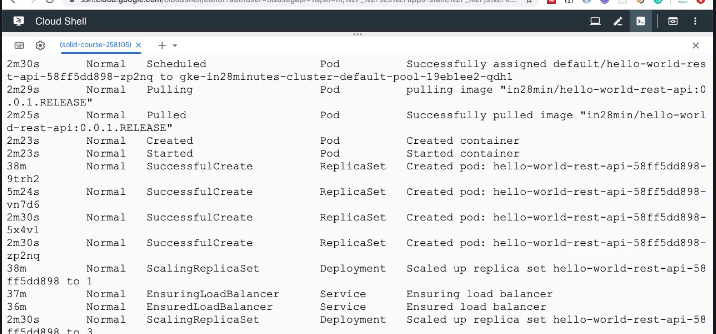 Cloud Shell
(solid-course-258105) × + ▾
2m30s Normal Scheduled Pod Successfully assigned default/hello-world-res
t-api-58ff5dd898-zp2nq to gke-in28minutes-cluster-default-pool-19eb1ee2-qdh1
2m29s Normal Pulling Pod pulling image "in28min/hello-world-rest-api:0
.0.1.RELEASE"
2m25s Normal Pulled Pod Successfully pulled image "in28min/hello-worl
d-rest-api:0.0.1.RELEASE"
2m23s Normal Created Pod Created container
2m23s Normal Started Pod Started container
38m Normal SuccessfulCreate ReplicaSet Created pod: hello-world-rest-api-58ff5dd898-
9trh2
5m24s Normal SuccessfulCreate ReplicaSet Created pod: hello-world-rest-api-58ff5dd898-
vn7d6
2m30s Normal SuccessfulCreate ReplicaSet Created pod: hello-world-rest-api-58ff5dd898-
5x4vl
2m30s Normal SuccessfulCreate ReplicaSet Created pod: hello-world-rest-api-58ff5dd898-
zp2nq
38m Normal ScalingReplicaSet Deployment Scaled up replica set hello-world-rest-api-58
ff5dd898 to 1
37m Normal EnsuringLoadBalancer Service Ensuring load balancer
36m Normal EnsuredLoadBalancer Service Ensured load balancer
2m30s Normal ScalingReplicaSet Deployment Scaled up replica set hello-world-rest-api-58
ff5dd898 to 3